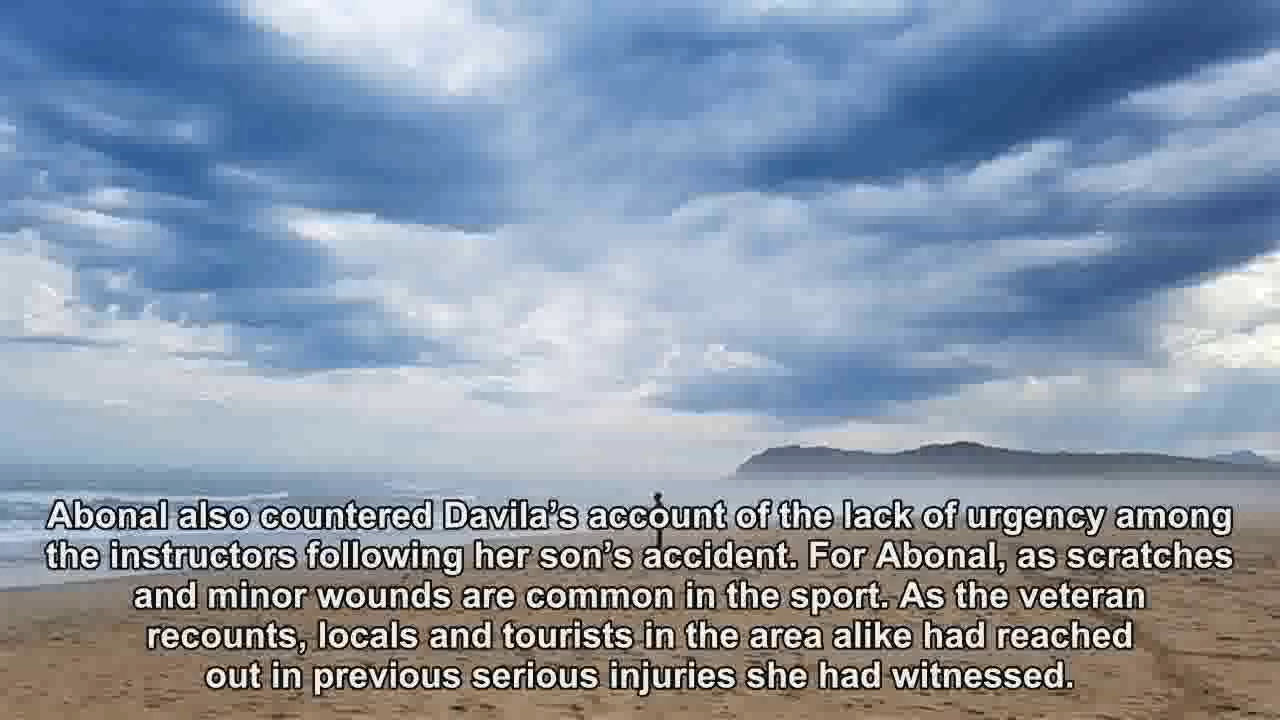 Abonal also countered Davila’s account of the lack of urgency among
the instructors following her son’s accident. For Abonal, as scratches
and minor wounds are common in the sport. As the veteran
recounts, locals and tourists in the area alike had reached
out in previous serious injuries she had witnessed.